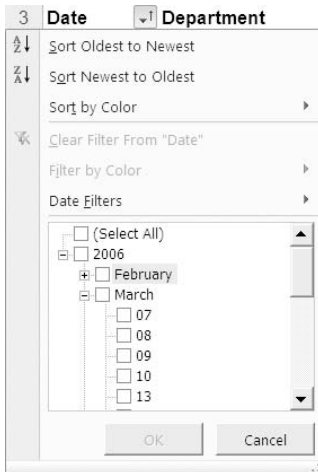 3 Date Department
Sort Oldest to Newest
Sort Newest to Oldest
Sort by Color
Clear Filter From "Date"
Filter by Color
Date Filters
(Select All)
2006
February
March
07
08
09
10
13
OK Cancel